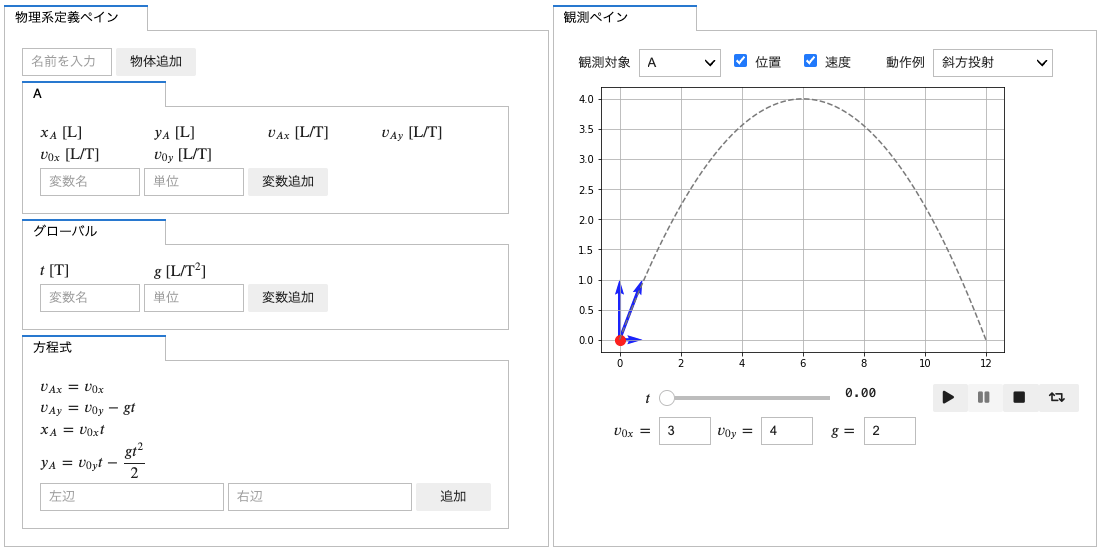 物理系定義ペイン
名前を入力 物体追加
A
x_A [L] y_A [L] v_{Ax} [L/T] v_{Ay} [L/T]
v_{0x} [L/T] v_{0y} [L/T]
変数名 単位 変数追加
グローバル
t [T] g [L/T^2]
変数名 単位 変数追加
方程式
v_{Ax} = v_{0x}
v_{Ay} = v_{0y} − gt
x_A = v_{0x}t
y_A = v_{0y}t − \frac{gt^2}{2}
左辺 右辺 追加
観測ペイン
観測対象 A 位置 速度 動作例 斜方投射
4.0
3.5
3.0
2.5
2.0
1.5
1.0
0.5
0.0
0 2 4 6 8 10 12
t 0.00
v_{0x} = 3 v_{0y} = 4 g = 2